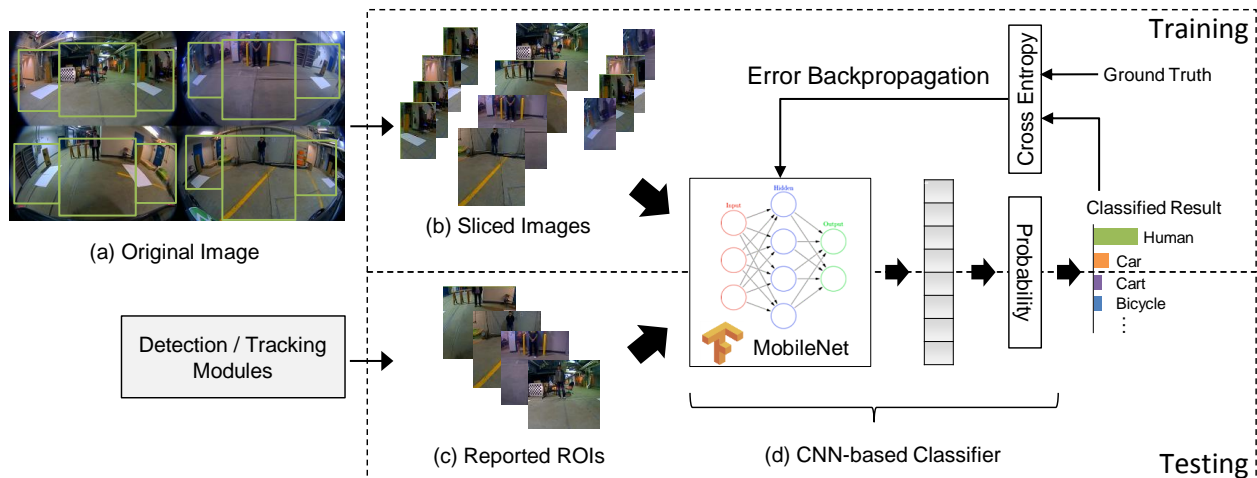 Training
Error Backpropagation
Cross Entropy
Ground Truth
(a) Original Image
(b) Sliced Images
Input
Hidden
Output
MobileNet
Probability
Classified Result
Human
Car
Cart
Bicycle
⋮
Detection / Tracking
Modules
(c) Reported ROIs
(d) CNN-based Classifier
Testing